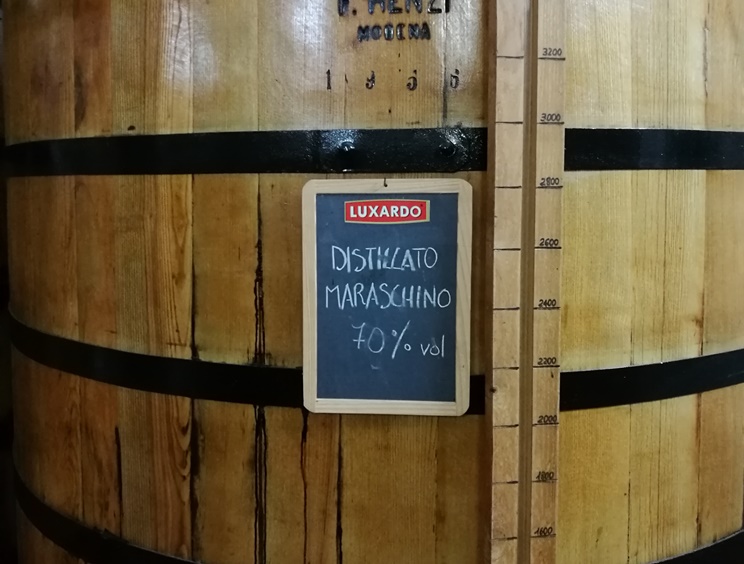 MODENA
LUXARDO
DISTILLATO
MARASCHINO
70% vol
3200
3000
2800
2600
2400
2200
2000
1800
1600